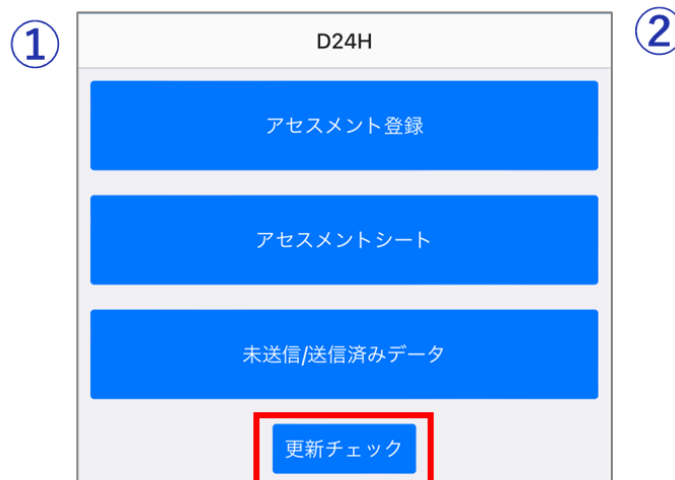 ①
D24H
②
アセスメント登録
アセスメントシート
未送信/送信済みデータ
更新チェック